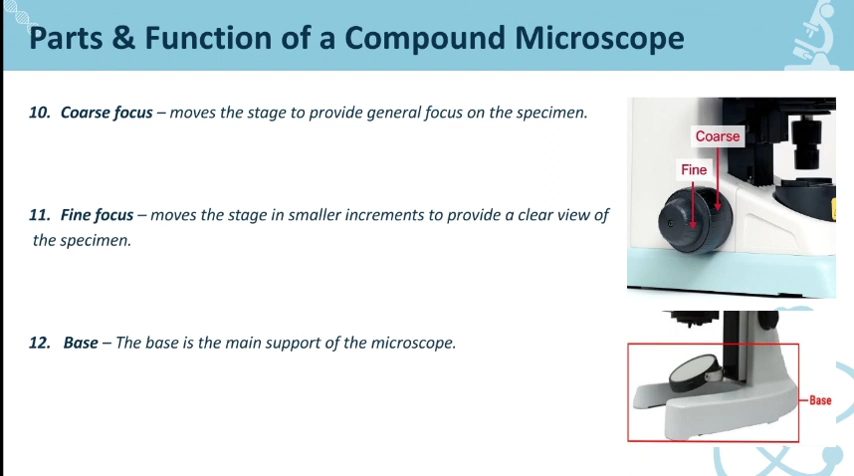 Parts & Function of a Compound Microscope
10. Coarse focus – moves the stage to provide general focus on the specimen.
Coarse
Fine
11. Fine focus – moves the stage in smaller increments to provide a clear view of
the specimen.
12. Base – The base is the main support of the microscope.
Base